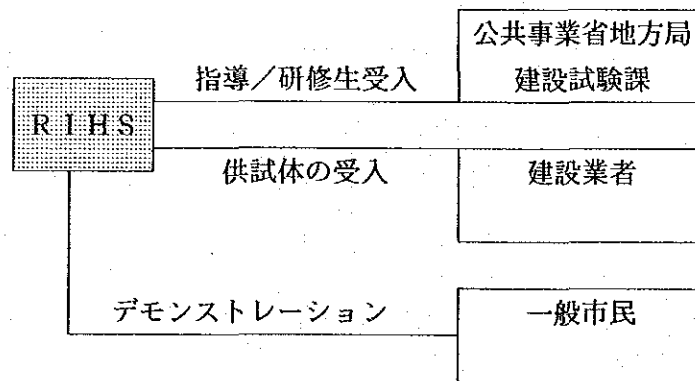 公共事業省地方局
指導／研修生受入
建設試験課
RIHS
供試体の受入
建設業者
デモンストレーション
一般市民